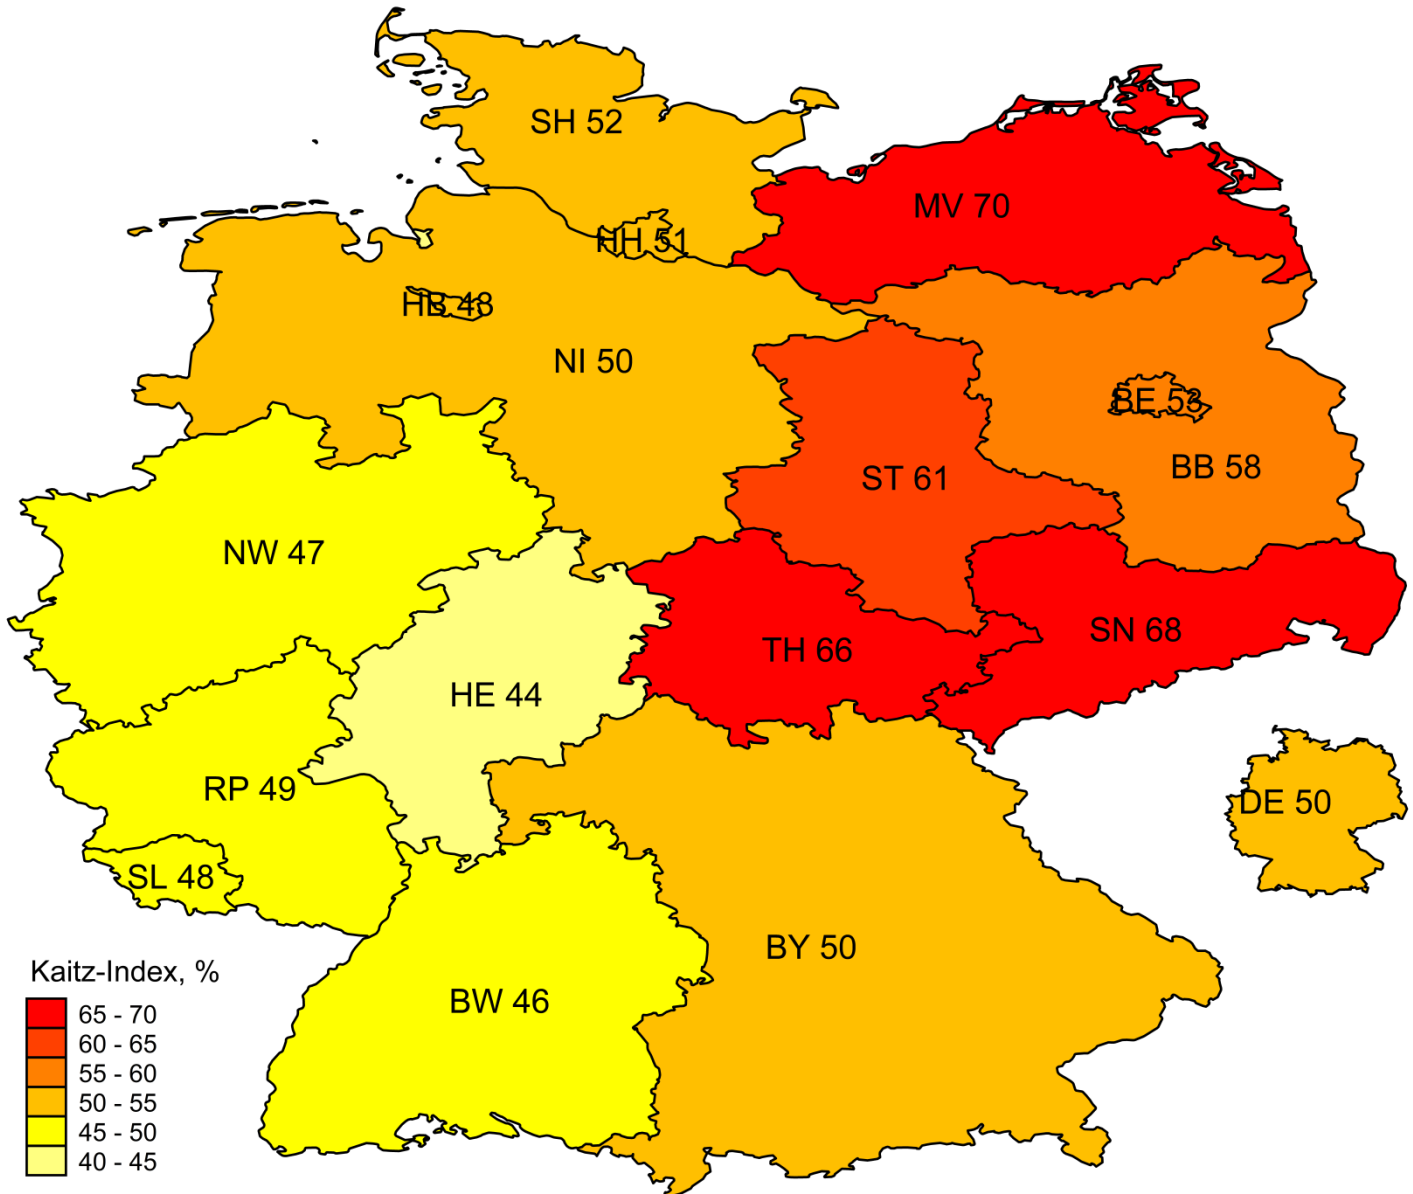 SH 52
MV 70
HH 51
HB 43
NI 50
BE 53
BB 58
ST 61
NW 47
SN 68
TH 66
HE 44
RP 49
DE 50
SL 48
BY 50
BW 46
Kaitz-Index, %
65 - 70
60 - 65
55 - 60
50 - 55
45 - 50
40 - 45